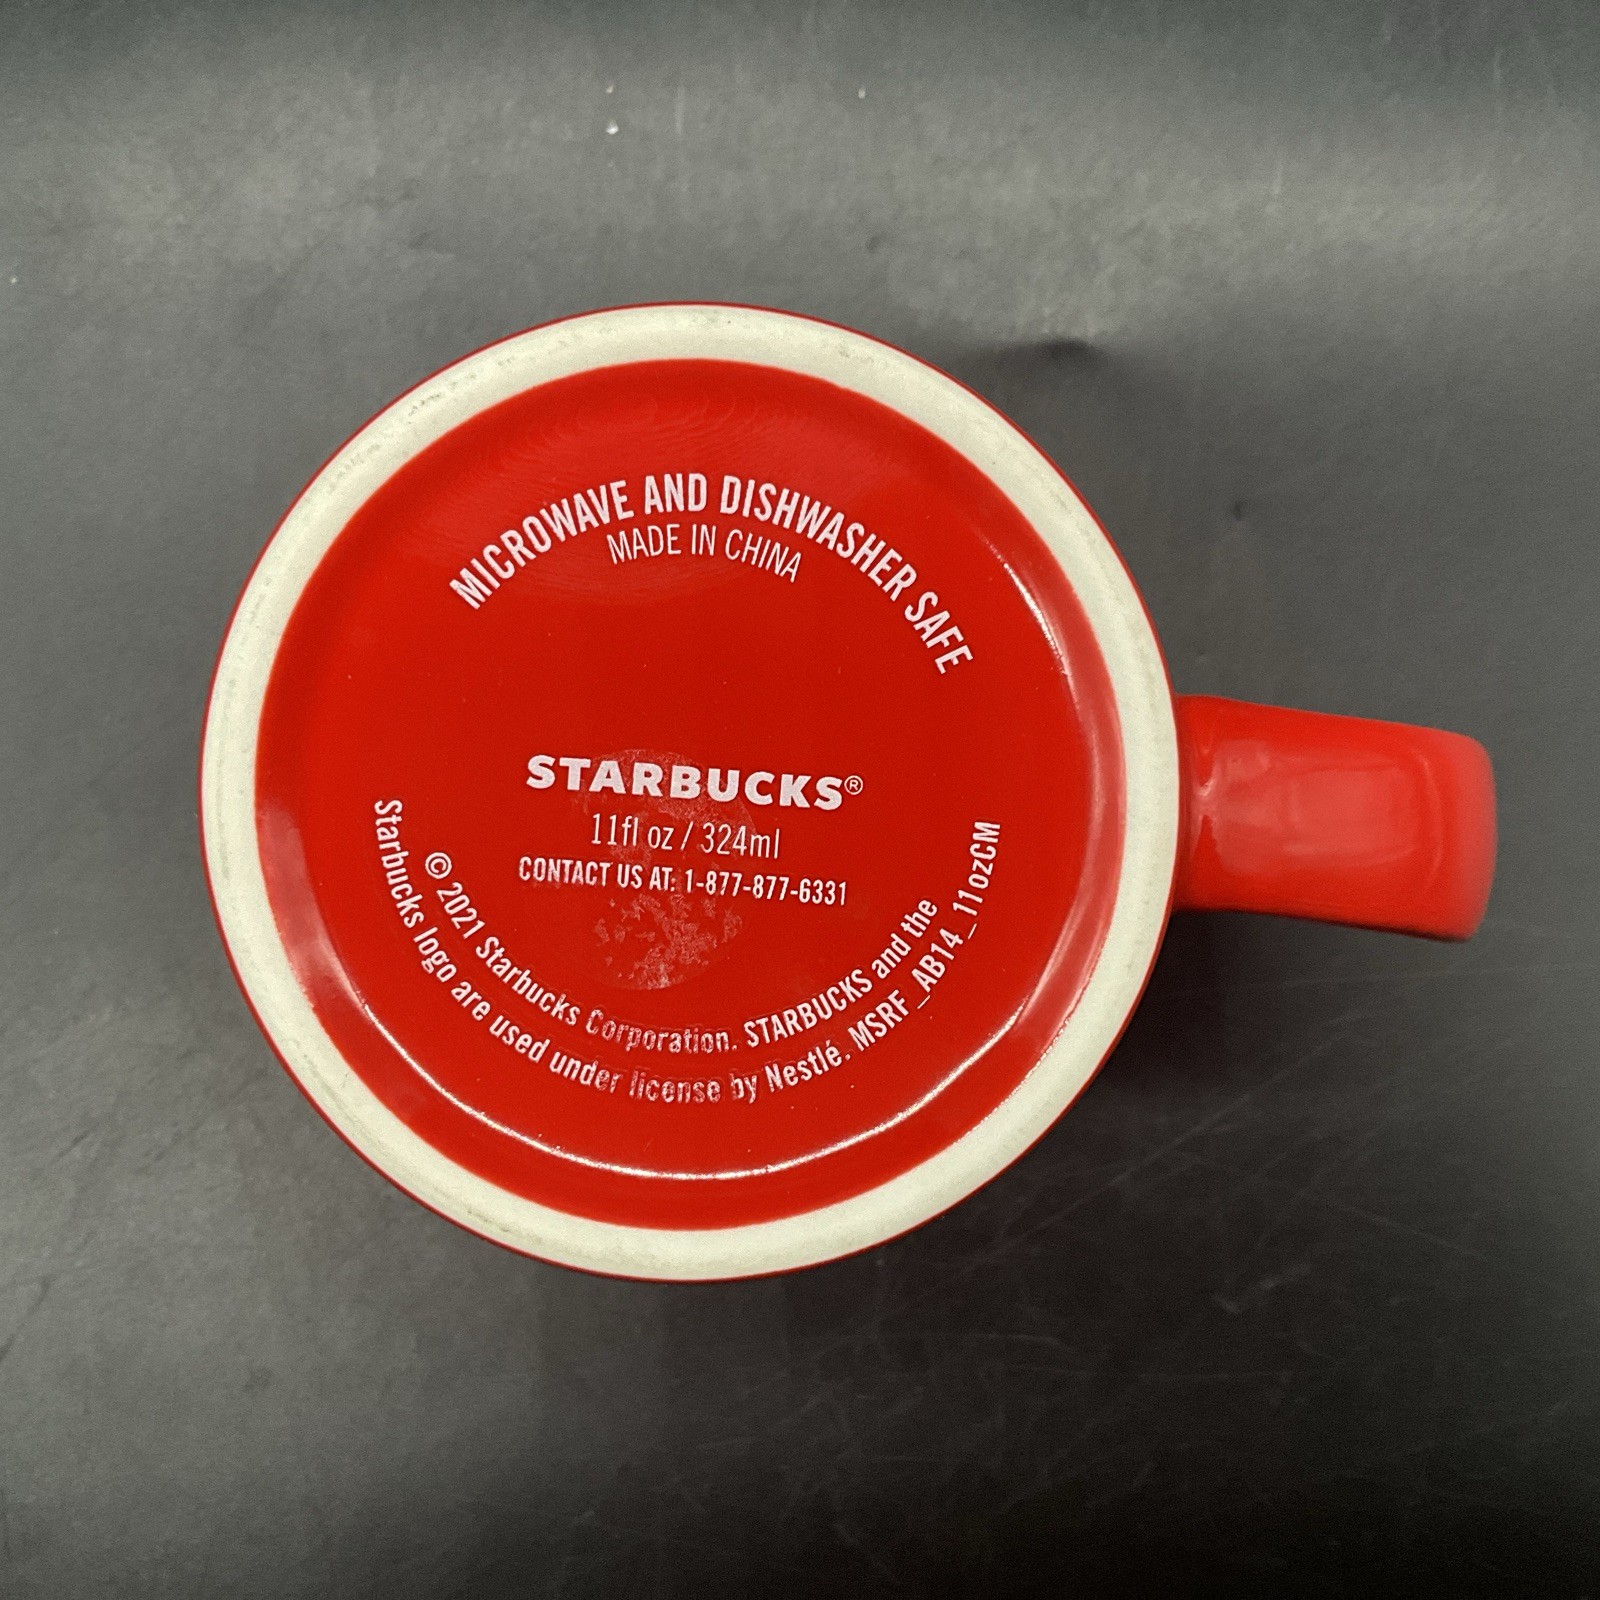 MICROWAVE AND DISHWASHER SAFE
MADE IN CHINA
STARBUCKS®
11fl oz / 324ml
CONTACT US AT: 1-877-877-6331
© 2021 Starbucks Corporation. STARBUCKS and the
Starbucks logo are used under license by Nestlé. MSRF_AB14_11ozCM